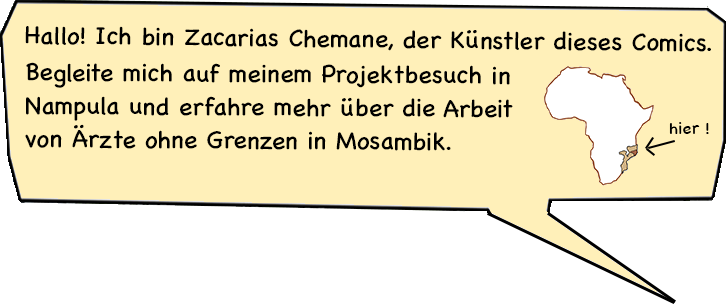 Hallo! Ich bin Zacarias Chemane, der Künstler dieses Comics.
Begleite mich auf meinem Projektbesuch in
Nampula und erfahre mehr über die Arbeit
von Ärzte ohne Grenzen in Mosambik.
hier !